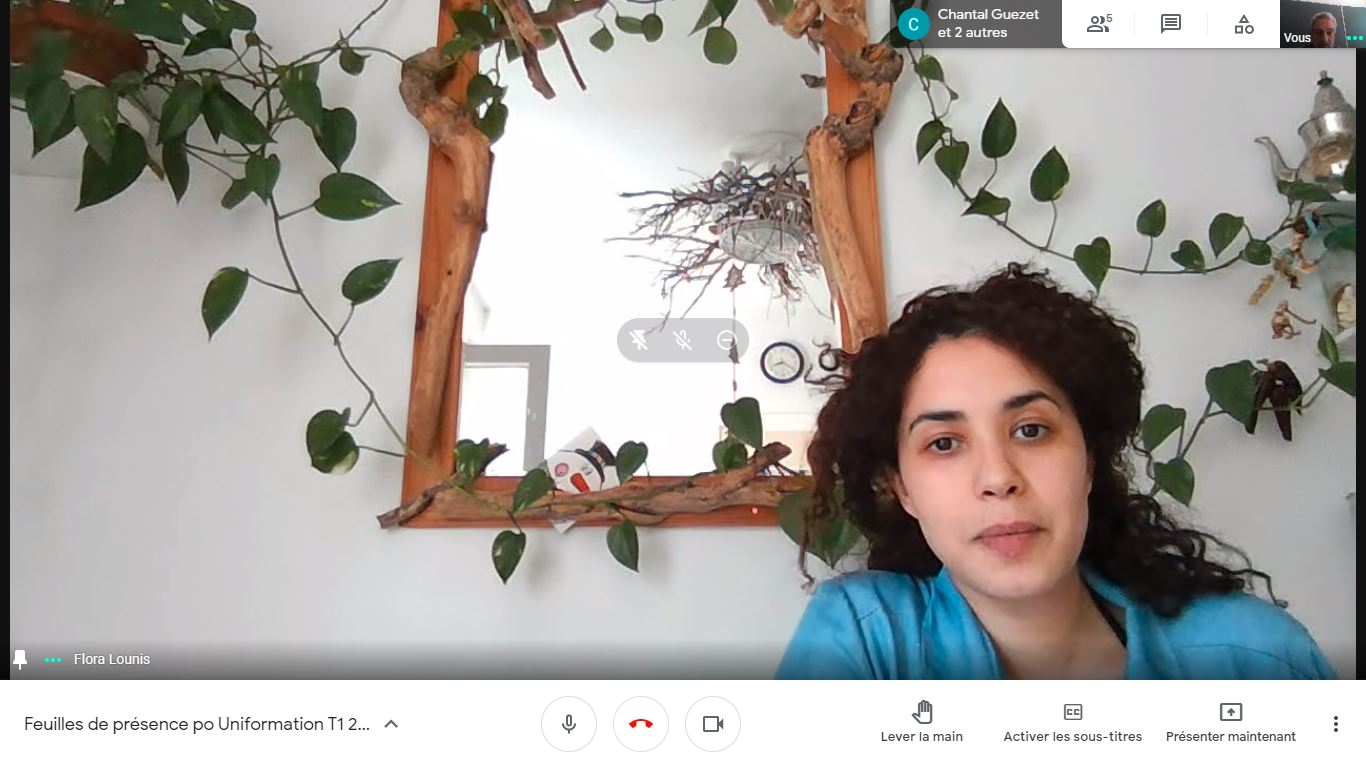 Chantal Guezet
et 2 autres
C
5
Vous
Flora Lounis
Feuilles de présence po Uniformation T1 2...
Lever la main
Activer les sous-titres
Présenter maintenant
CC